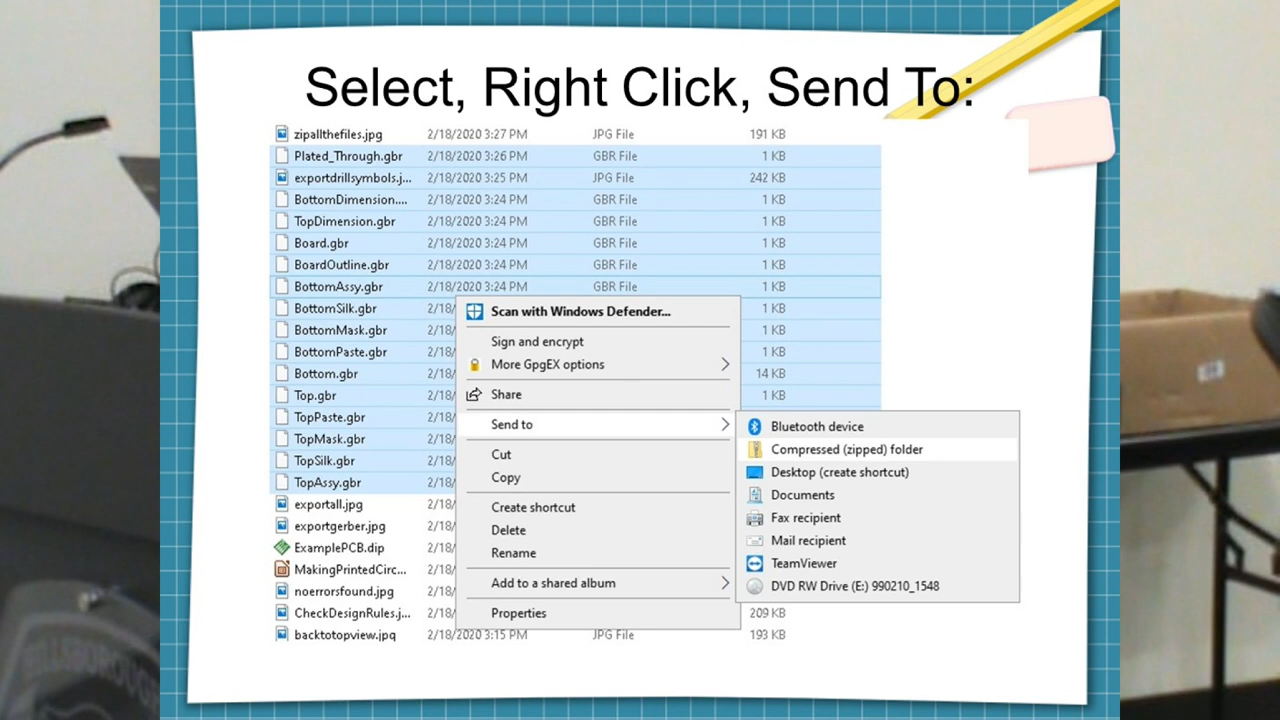 Select, Right Click, Send To:
zipallthefiles.jpg 2/18/2020 3:27 PM JPG File 191 KB
Plated_Through.gbr 2/18/2020 3:26 PM GBR File 1 KB
exportdrillsymbols.j... 2/18/2020 3:25 PM JPG File 242 KB
BottomDimension.... 2/18/2020 3:24 PM GBR File 1 KB
TopDimension.gbr 2/18/2020 3:24 PM GBR File 1 KB
Board.gbr 2/18/2020 3:24 PM GBR File 1 KB
BoardOutline.gbr 2/18/2020 3:24 PM GBR File 1 KB
BottomAssy.gbr 2/18/2020 3:24 PM GBR File 1 KB
BottomSilk.gbr 2/18/ 1 KB
BottomMask.gbr 2/18/ 1 KB
BottomPaste.gbr 2/18/ 1 KB
Bottom.gbr 2/18/ 14 KB
Top.gbr 2/18/ 1 KB
TopPaste.gbr 2/18/
TopMask.gbr 2/18/
TopSilk.gbr 2/18/
TopAssy.gbr 2/18/
exportall.jpg 2/18/
exportgerber.jpg 2/18/
ExamplePCB.dip 2/18/
MakingPrintedCirc... 2/18/
noerrorsfound.jpg 2/18/
CheckDesignRules.j... 2/18/ 209 KB
backtotopview.jpg 2/18/2020 3:15 PM JPG File 193 KB
Scan with Windows Defender...
Sign and encrypt
More GpgEX options
Share
Send to
Cut
Copy
Create shortcut
Delete
Rename
Add to a shared album
Properties
Bluetooth device
Compressed (zipped) folder
Desktop (create shortcut)
Documents
Fax recipient
Mail recipient
TeamViewer
DVD RW Drive (E:) 990210_1548